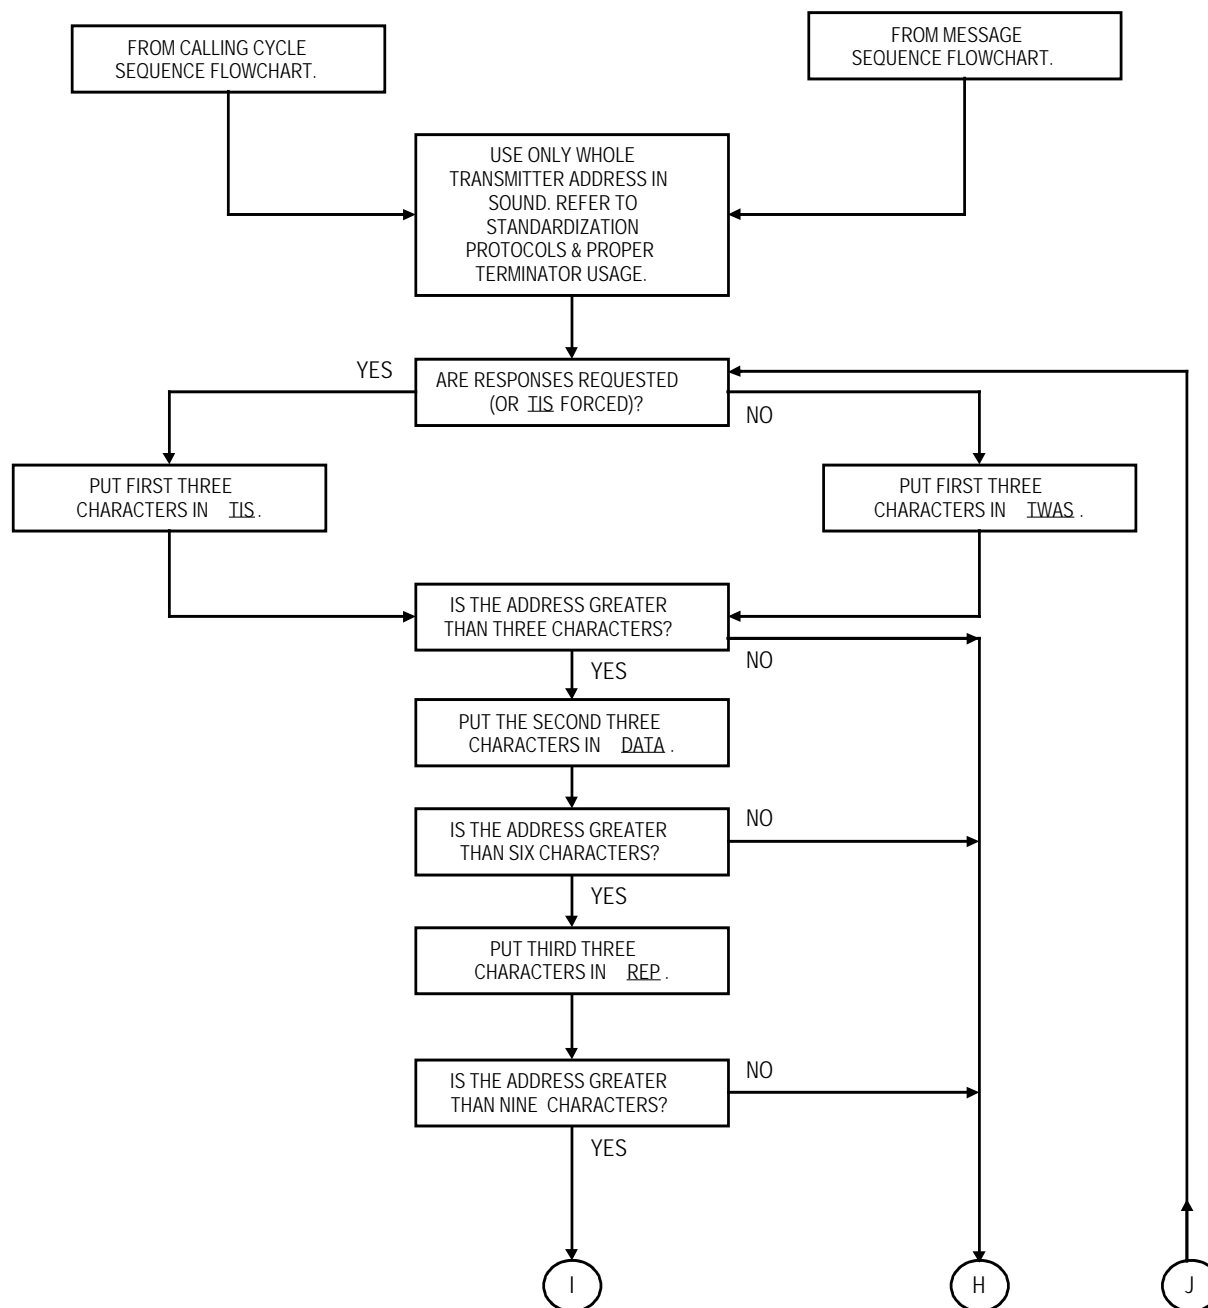 FROM CALLING CYCLE
SEQUENCE FLOWCHART.
FROM MESSAGE
SEQUENCE FLOWCHART.
USE ONLY WHOLE
TRANSMITTER ADDRESS IN
SOUND. REFER TO
STANDARDIZATION
PROTOCOLS & PROPER
TERMINATOR USAGE.
YES
ARE RESPONSES REQUESTED
(OR TIS FORCED)?
NO
PUT FIRST THREE
CHARACTERS IN TIS.
PUT FIRST THREE
CHARACTERS IN TWAS.
IS THE ADDRESS GREATER
THAN THREE CHARACTERS?
YES
NO
PUT THE SECOND THREE
CHARACTERS IN DATA.
IS THE ADDRESS GREATER
THAN SIX CHARACTERS?
NO
YES
PUT THIRD THREE
CHARACTERS IN REP.
IS THE ADDRESS GREATER
THAN NINE CHARACTERS?
NO
YES
I
H
J